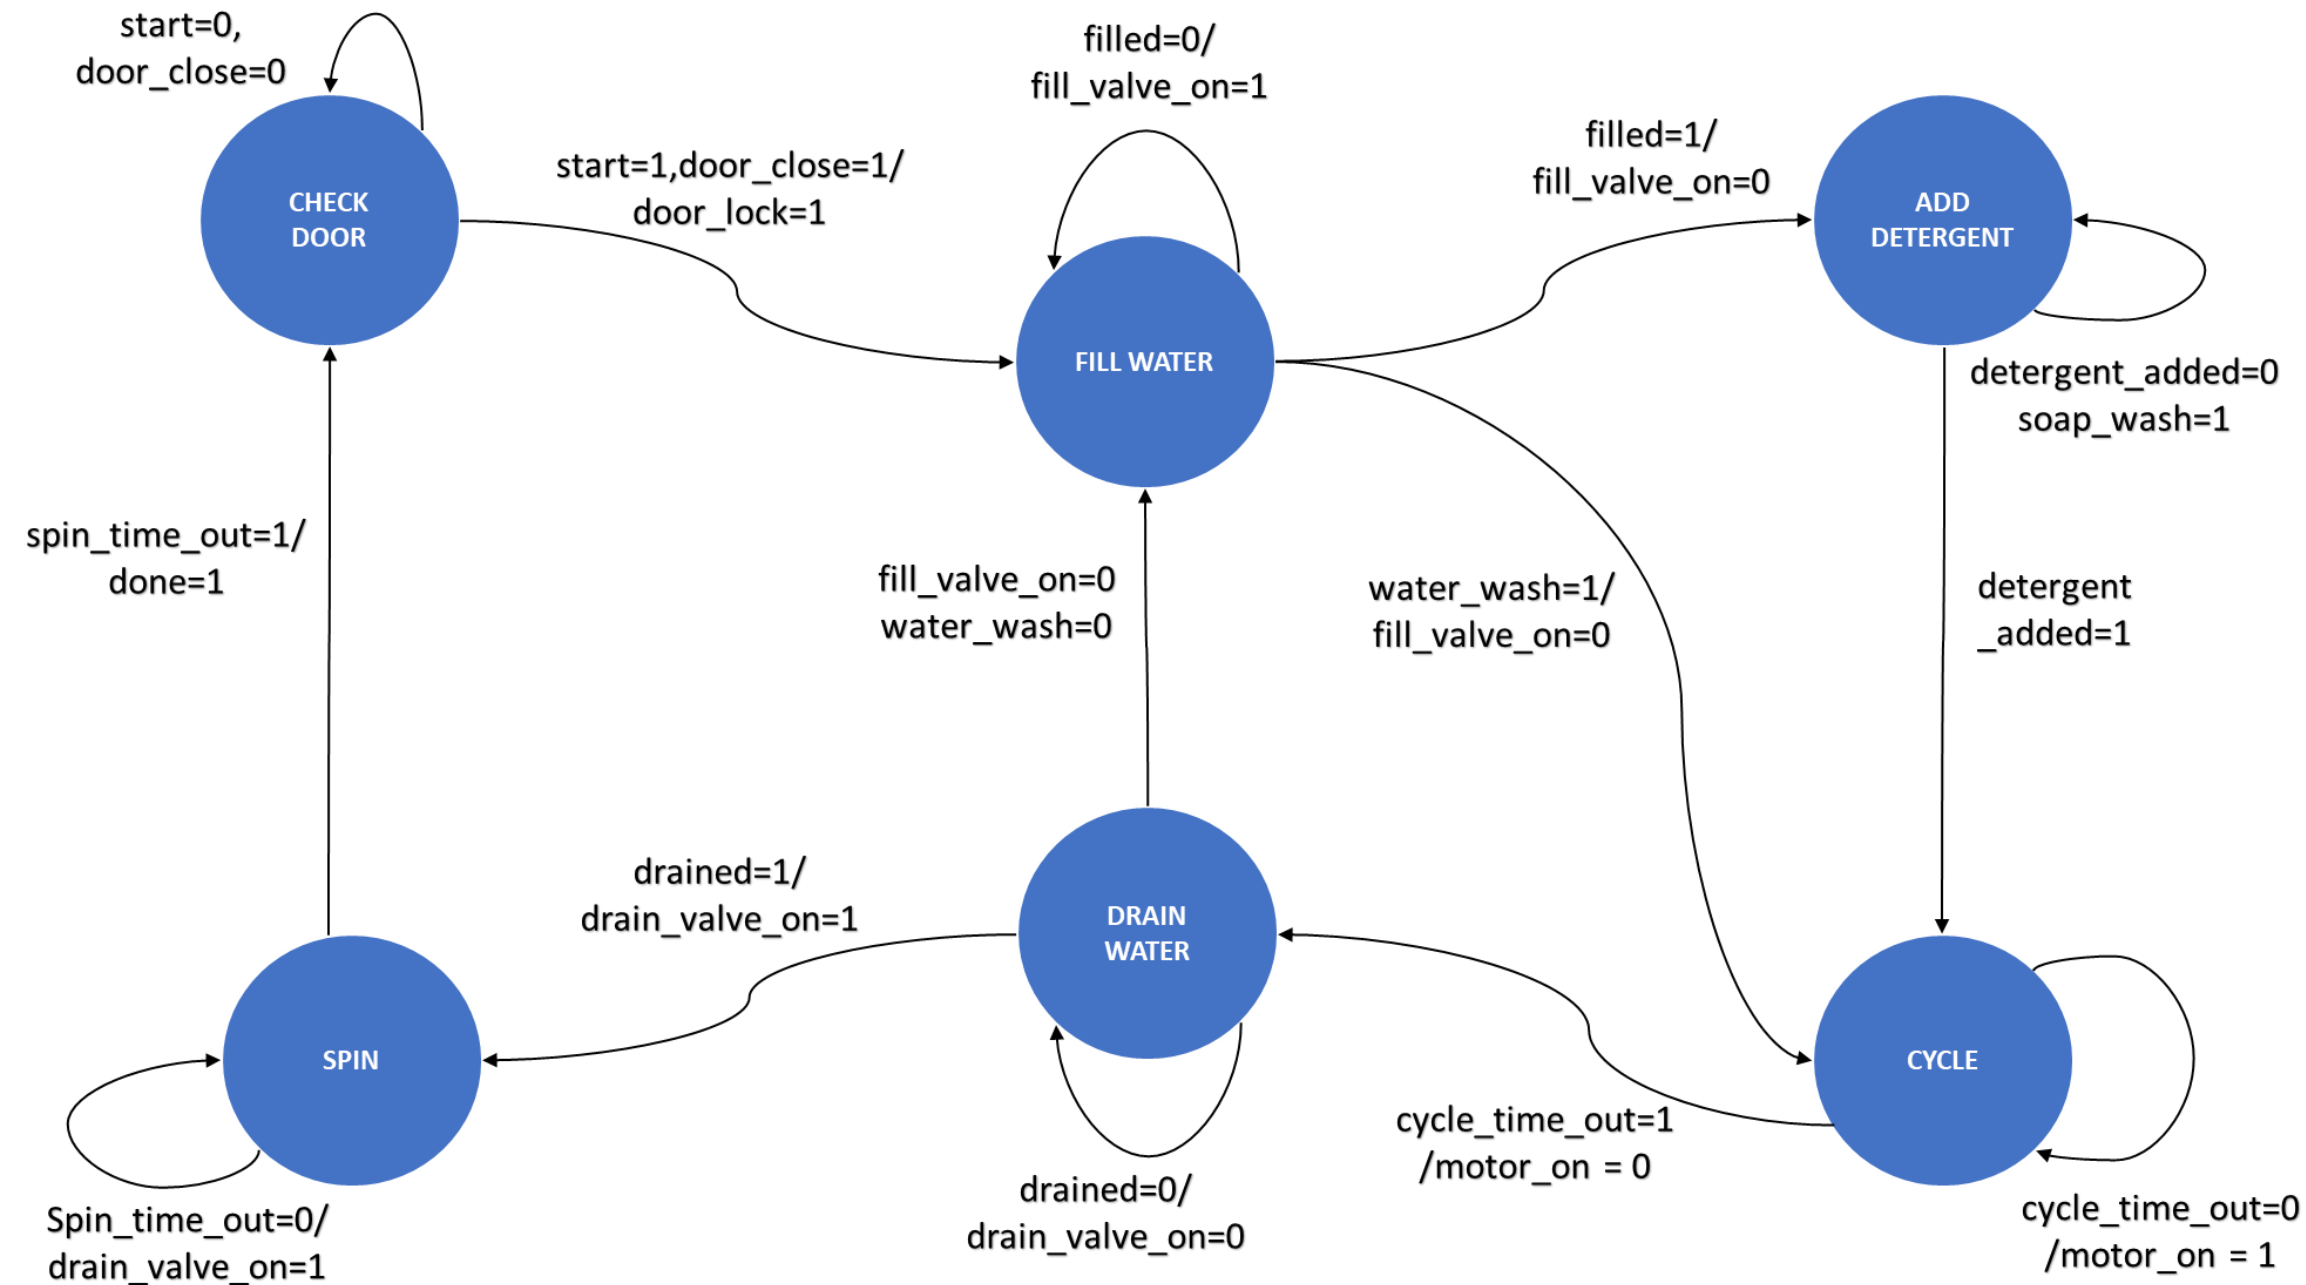 start=0,
door_close=0
filled=0/
fill_valve_on=1
filled=1/
fill_valve_on=0
start=1,door_close=1/
door_lock=1
CHECK
DOOR
ADD
DETERGENT
FILL WATER
detergent_added=0
soap_wash=1
spin_time_out=1/
done=1
fill_valve_on=0
water_wash=0
water_wash=1/
fill_valve_on=0
detergent
_added=1
drained=1/
drain_valve_on=1
DRAIN
WATER
SPIN
CYCLE
cycle_time_out=1
/motor_on = 0
drained=0/
drain_valve_on=0
Spin_time_out=0/
drain_valve_on=1
cycle_time_out=0
/motor_on = 1